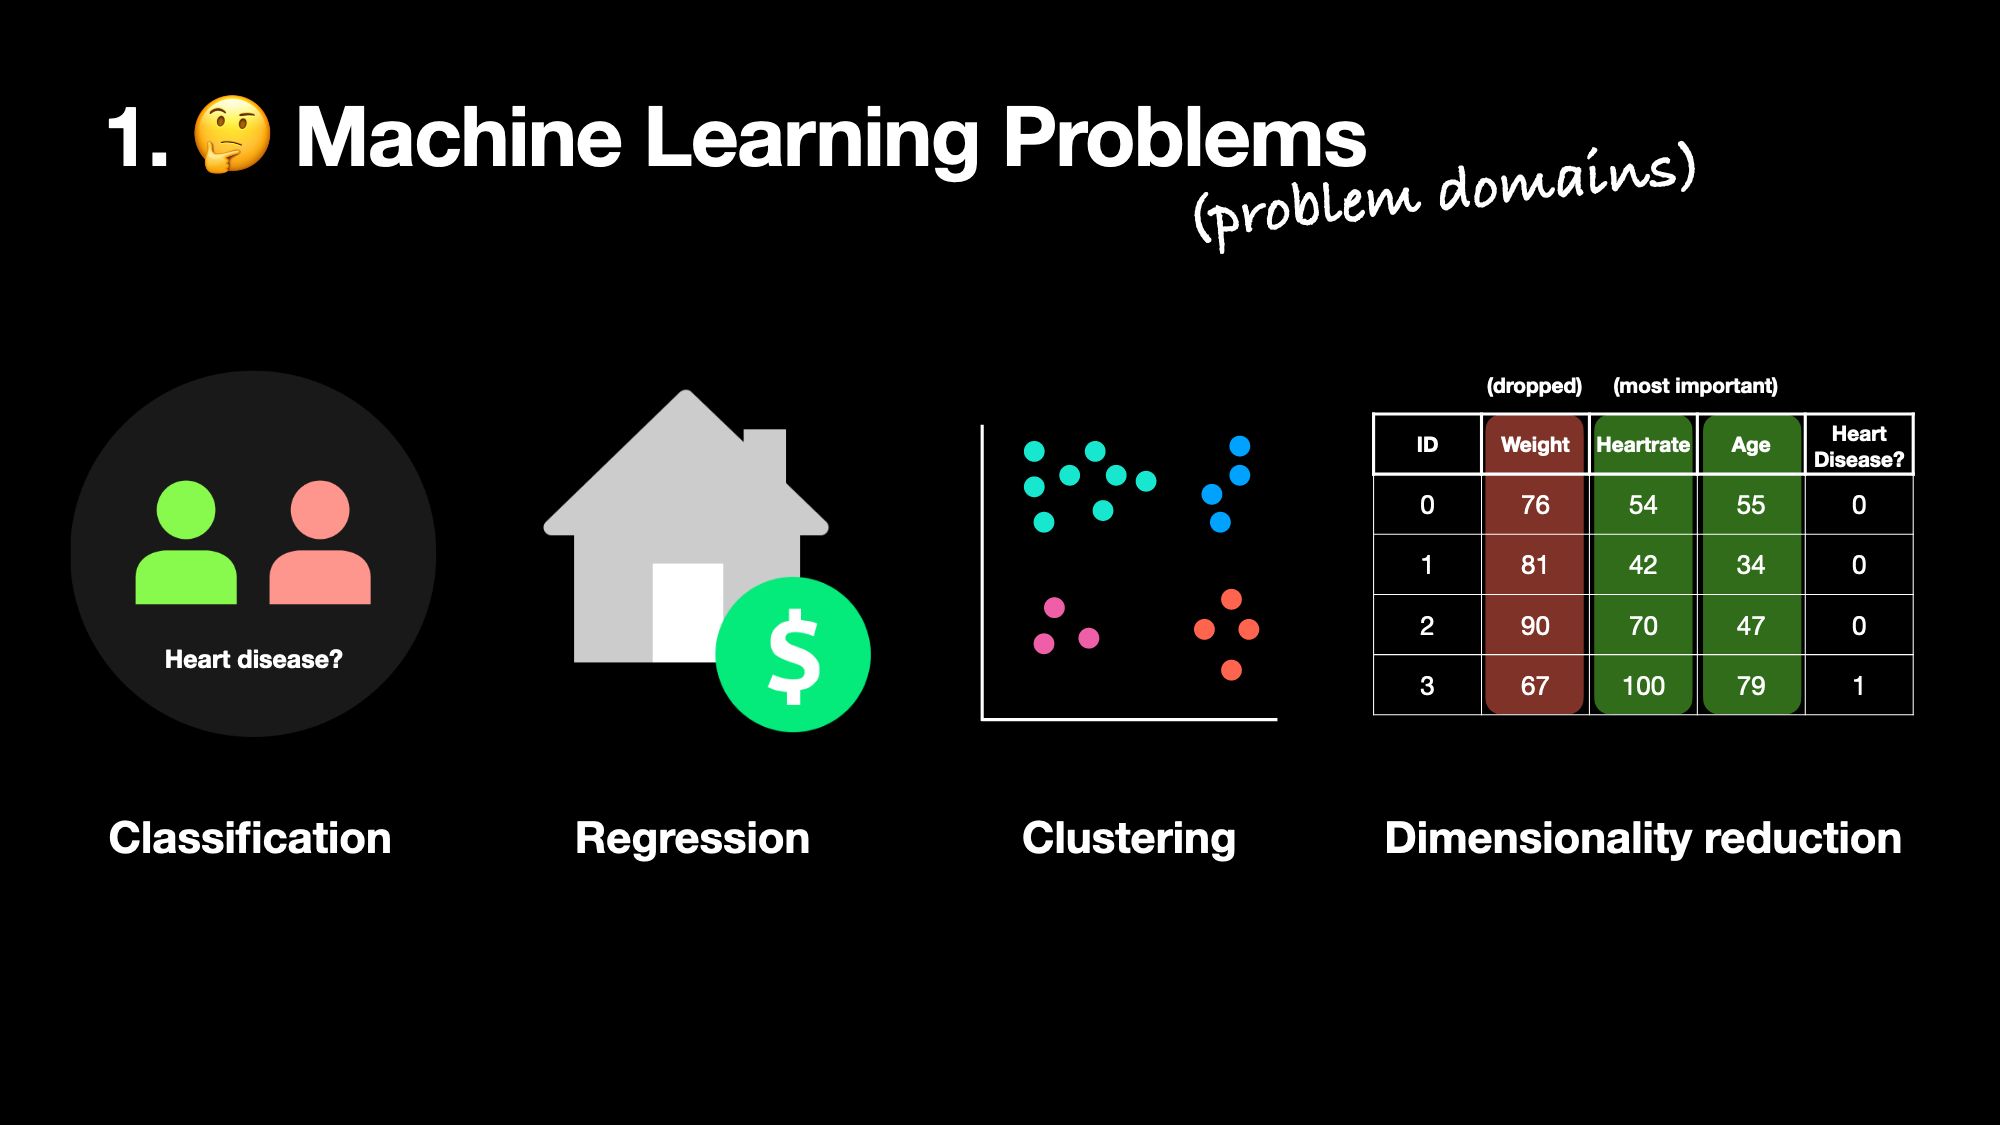 1. 🤔 Machine Learning Problems
(problem domains)
Heart disease?
$
(dropped) (most important)
ID Weight Heartrate Age Heart Disease?
0 76 54 55 0
1 81 42 34 0
2 90 70 47 0
3 67 100 79 1
Classification Regression Clustering Dimensionality reduction